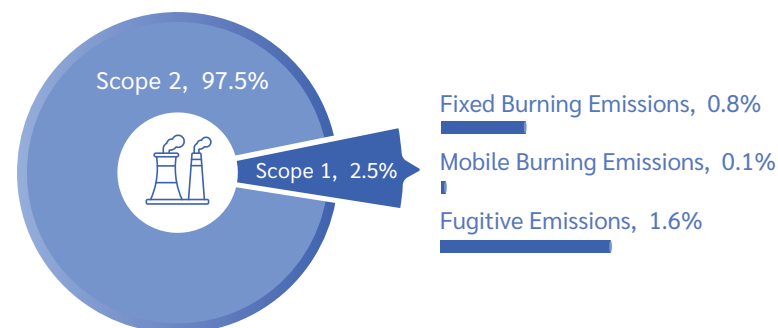 Scope 2, 97.5%
Scope 1, 2.5%
Fixed Burning Emissions, 0.8%
Mobile Burning Emissions, 0.1%
Fugitive Emissions, 1.6%